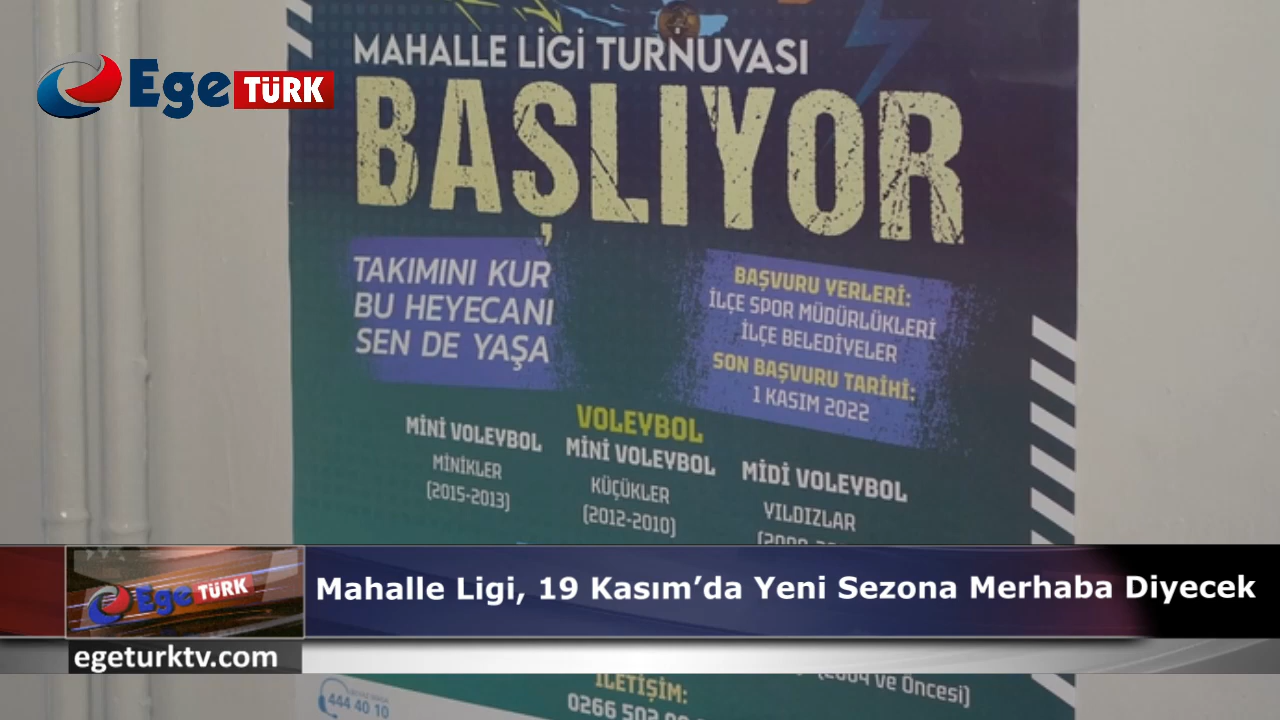 Ege TÜRK
MAHALLE LİGİ TURNUVASI
BAŞLIYOR
TAKIMINI KUR
BU HEYECANI
SEN DE YAŞA
BAŞVURU YERLERİ:
İLÇE SPOR MÜDÜRLÜKLERİ
İLÇE BELEDİYELER
SON BAŞVURU TARİHİ:
1 KASIM 2022
VOLEYBOL
MİNİ VOLEYBOL
MİNİKLER
(2015-2013)
MİNİ VOLEYBOL
KÜÇÜKLER
(2012-2010)
MİDİ VOLEYBOL
YILDIZLAR
Ege TÜRK
Mahalle Ligi, 19 Kasım’da Yeni Sezona Merhaba Diyecek
egeturktv.com
(2004 ve Öncesi)
İLETİŞİM:
0266 502
444 40 10